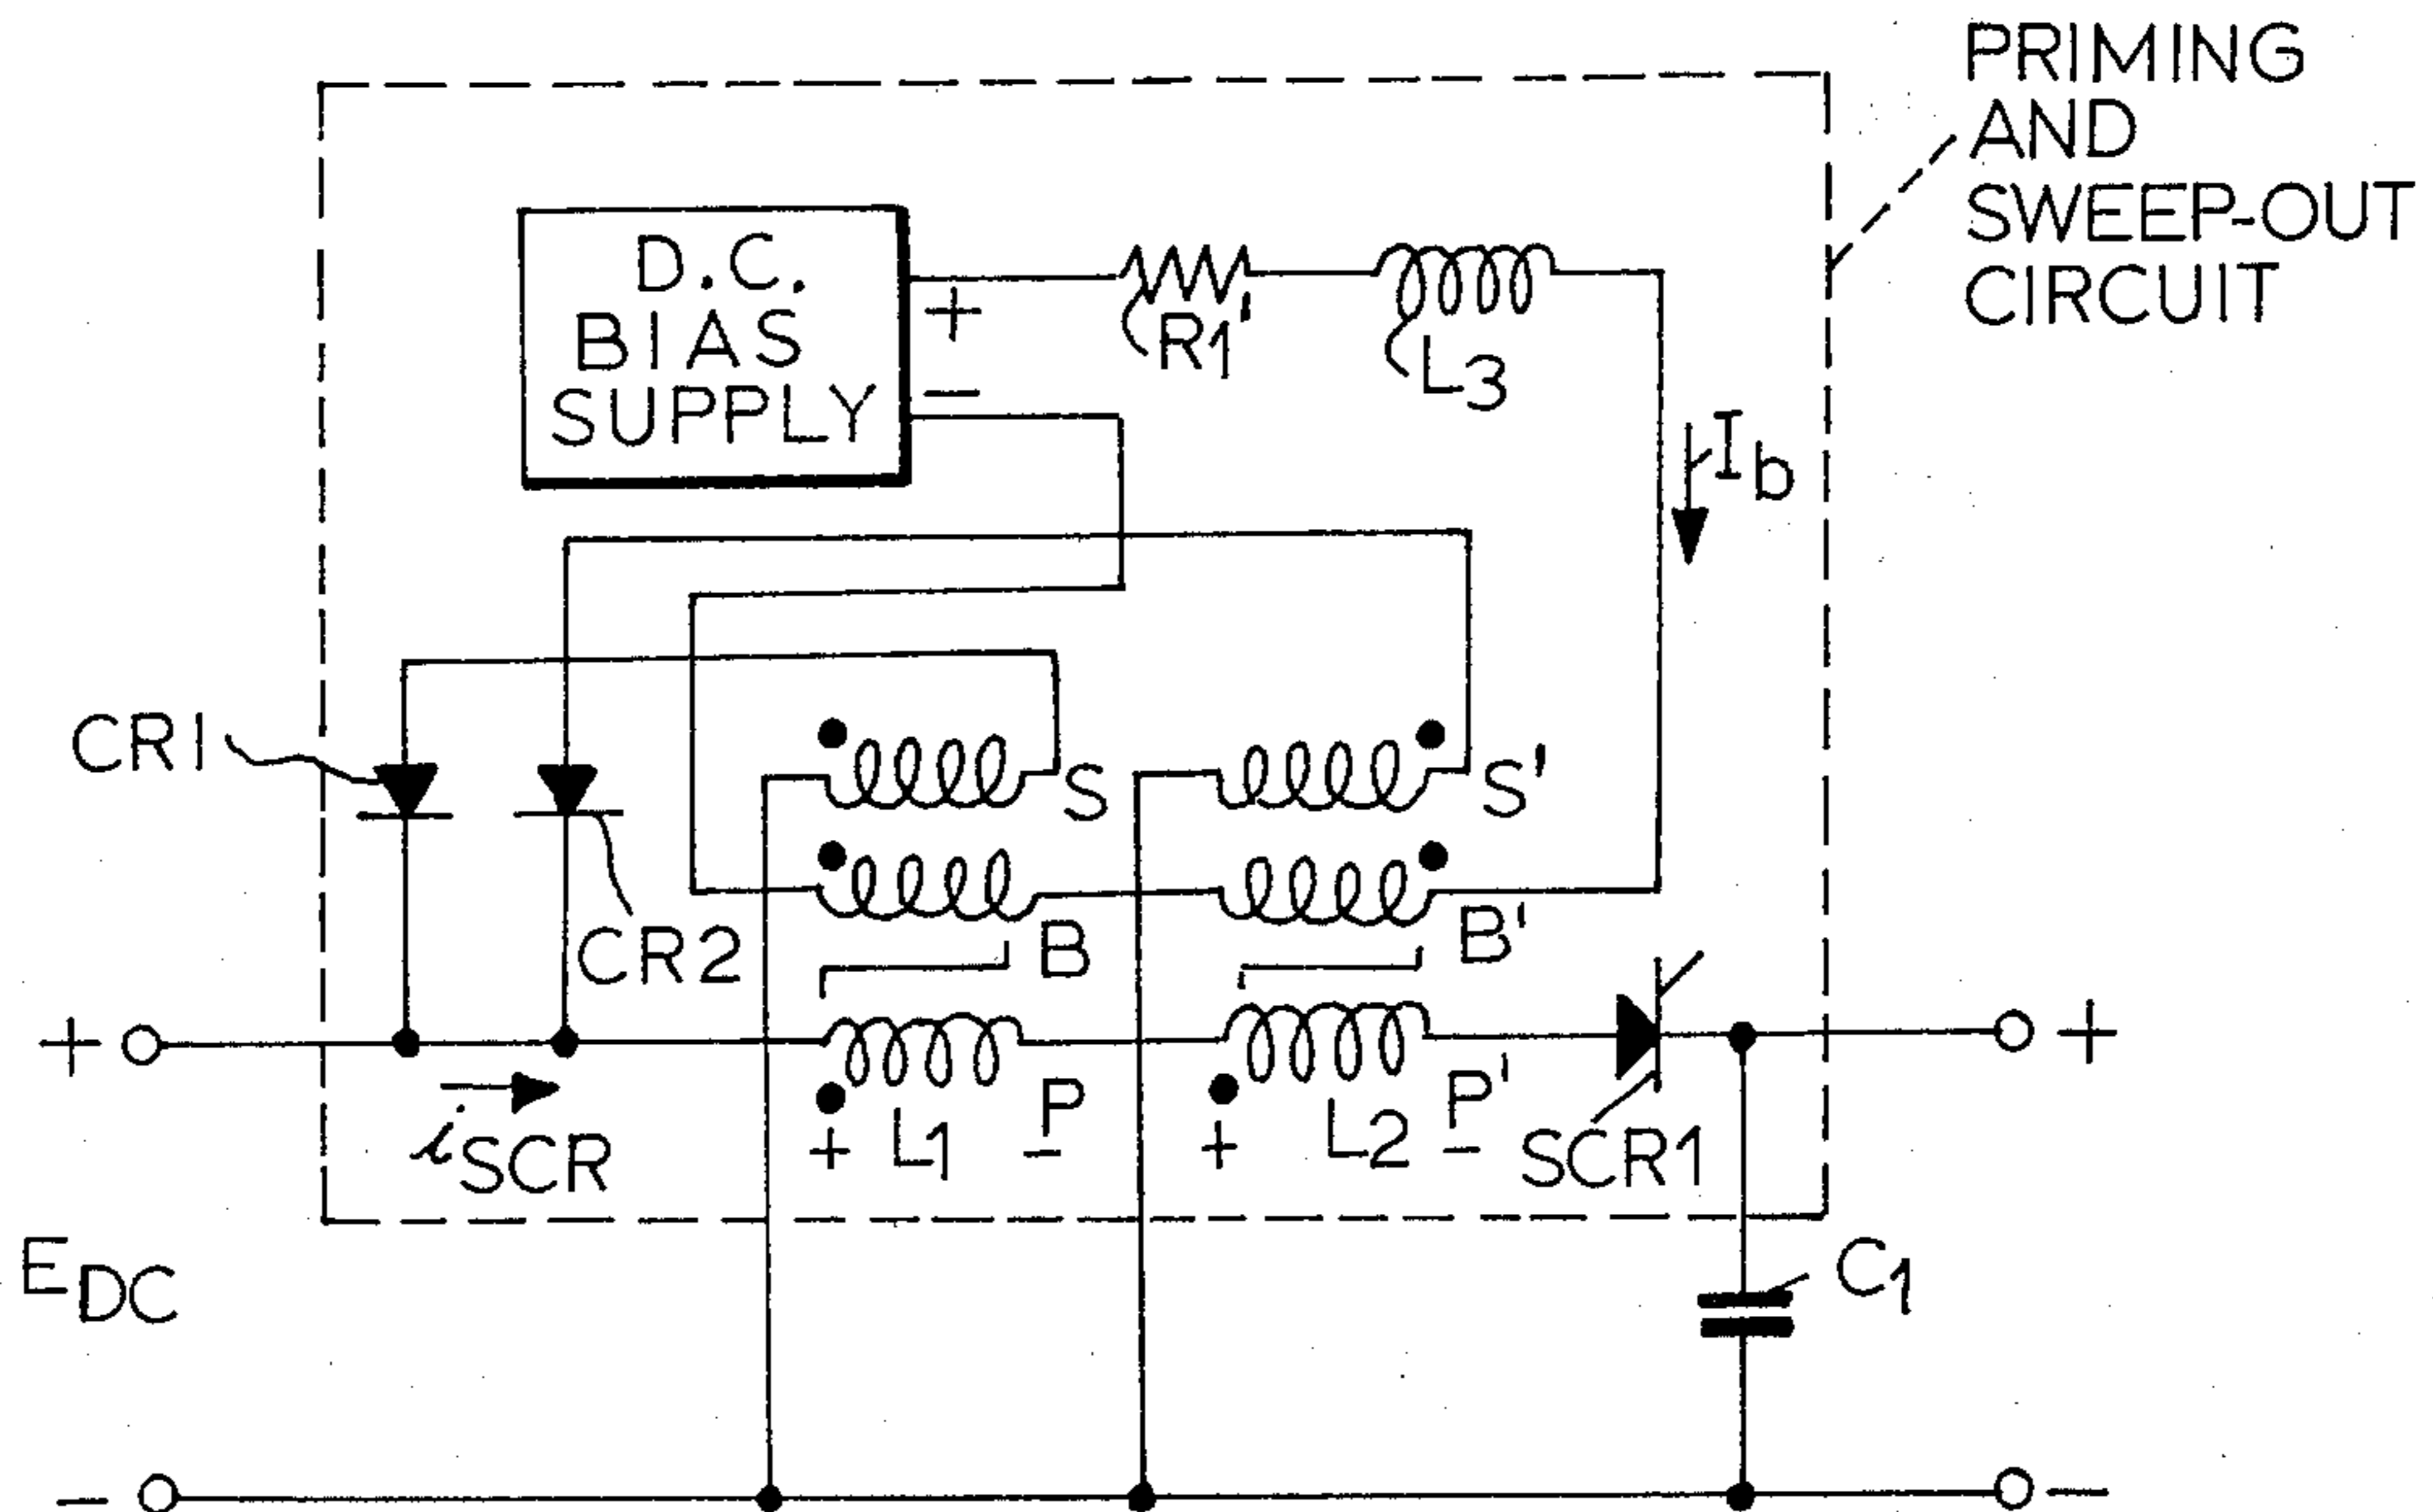 PRIMING
AND
SWEEP-OUT
CIRCUIT
D.C.
BIAS
SUPPLY
+
-
R1'
L3
Ib
CR1
CR2
S
S'
B
B'
+
+
iSCR
+ L1 -
P
+ L2 -
P'
SCR1
EDC
C1
-
-